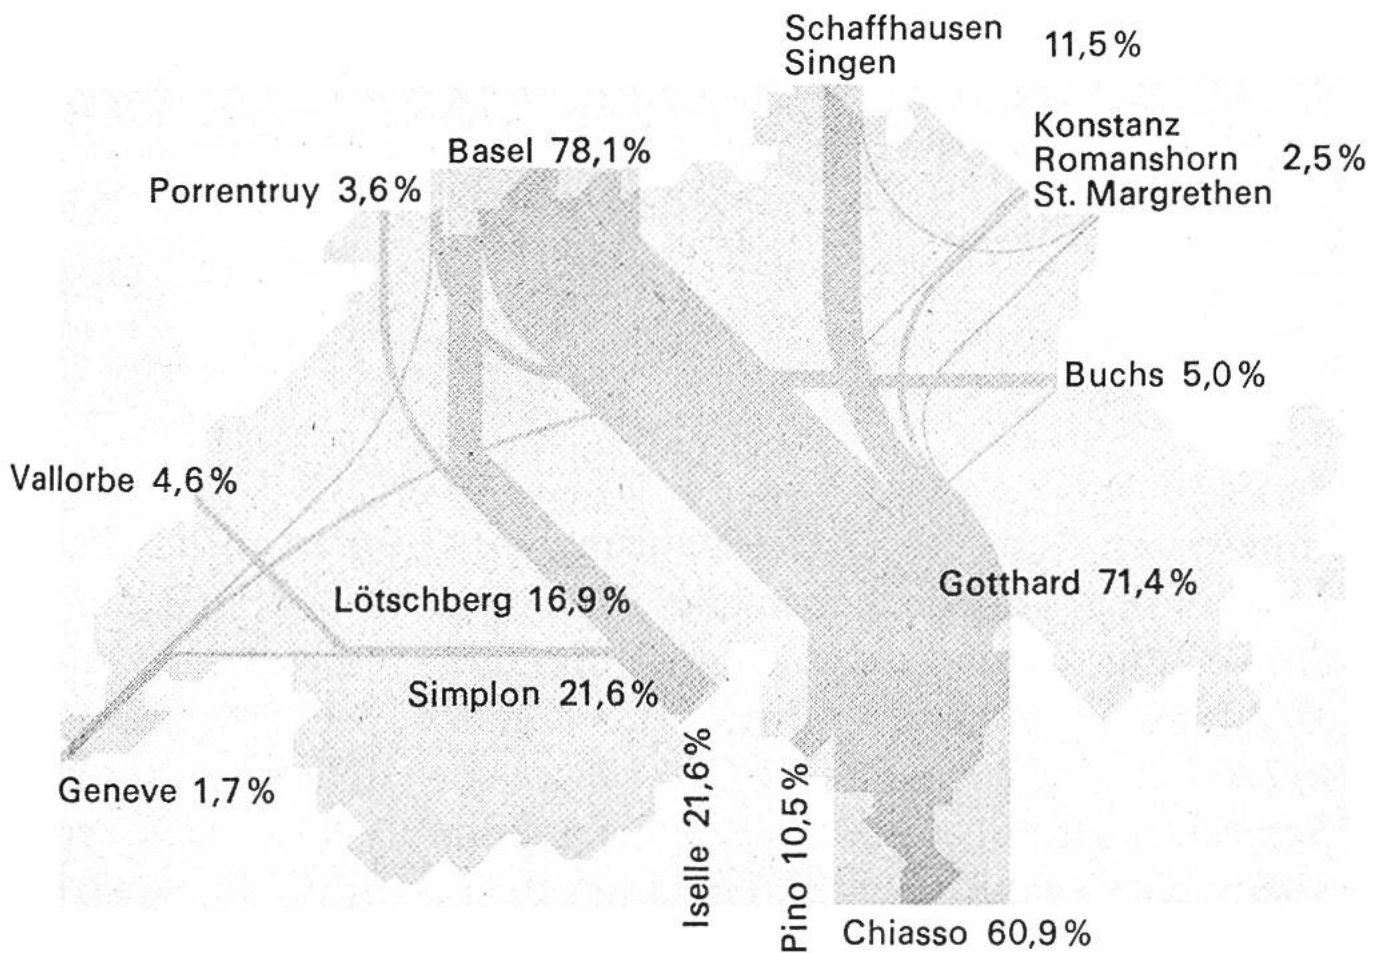 Schaffhausen
Singen 11,5%
Konstanz
Romanshorn 2,5%
St. Margrethen
Basel 78,1%
Porrentruy 3,6%
Buchs 5,0%
Vallorbe 4,6%
Gotthard 71,4%
Lötschberg 16,9%
Simplon 21,6%
Iselle 21,6%
Pino 10,5%
Geneve 1,7%
Chiasso 60,9%